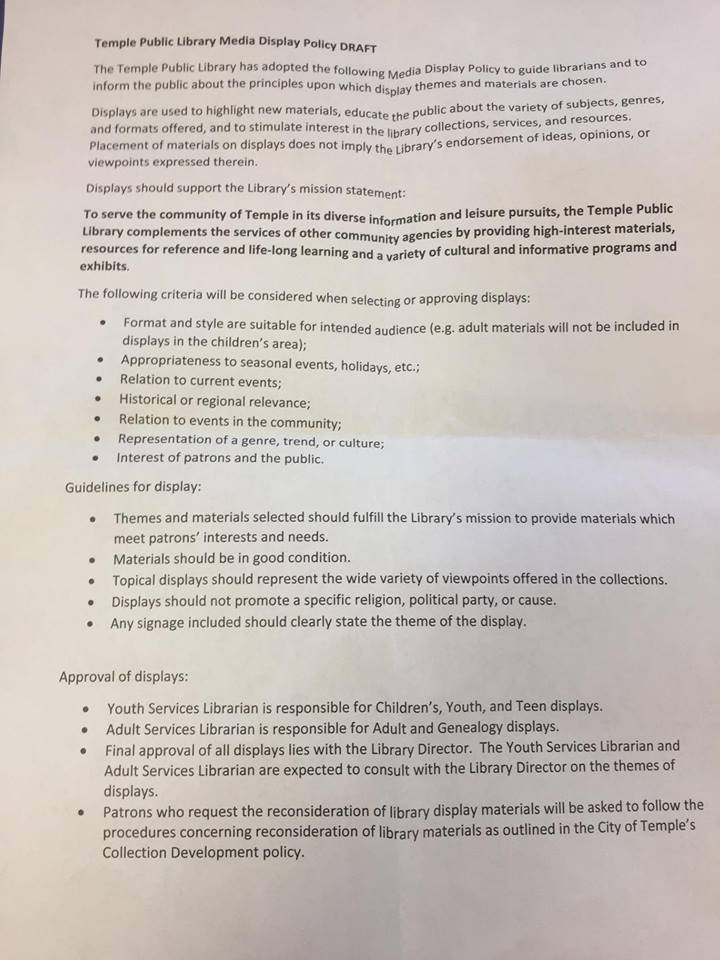 Temple Public Library Media Display Policy DRAFT
The Temple Public Library has adopted the following Media Display Policy to guide librarians and to
inform the public about the principles upon which display themes and materials are chosen.
Displays are used to highlight new materials, educate the public about the variety of subjects, genres,
and formats offered, and to stimulate interest in the library collections, services, and resources.
Placement of materials on displays does not imply the Library's endorsement of ideas, opinions, or
viewpoints expressed therein.
Displays should support the Library's mission statement:
To serve the community of Temple in its diverse information and leisure pursuits, the Temple Public
Library complements the services of other community agencies by providing high-interest materials,
resources for reference and life-long learning and a variety of cultural and informative programs and
exhibits.
The following criteria will be considered when selecting or approving displays:
• Format and style are suitable for intended audience (e.g. adult materials will not be included in
displays in the children's area);
• Appropriateness to seasonal events, holidays, etc.;
• Relation to current events;
• Historical or regional relevance;
• Relation to events in the community;
• Representation of a genre, trend, or culture;
• Interest of patrons and the public.
Guidelines for display:
• Themes and materials selected should fulfill the Library's mission to provide materials which
meet patrons' interests and needs.
• Materials should be in good condition.
• Topical displays should represent the wide variety of viewpoints offered in the collections.
• Displays should not promote a specific religion, political party, or cause.
• Any signage included should clearly state the theme of the display.
Approval of displays:
• Youth Services Librarian is responsible for Children's, Youth, and Teen displays.
• Adult Services Librarian is responsible for Adult and Genealogy displays.
• Final approval of all displays lies with the Library Director. The Youth Services Librarian and
Adult Services Librarian are expected to consult with the Library Director on the themes of
displays.
• Patrons who request the reconsideration of library display materials will be asked to follow the
procedures concerning reconsideration of library materials as outlined in the City of Temple's
Collection Development policy.